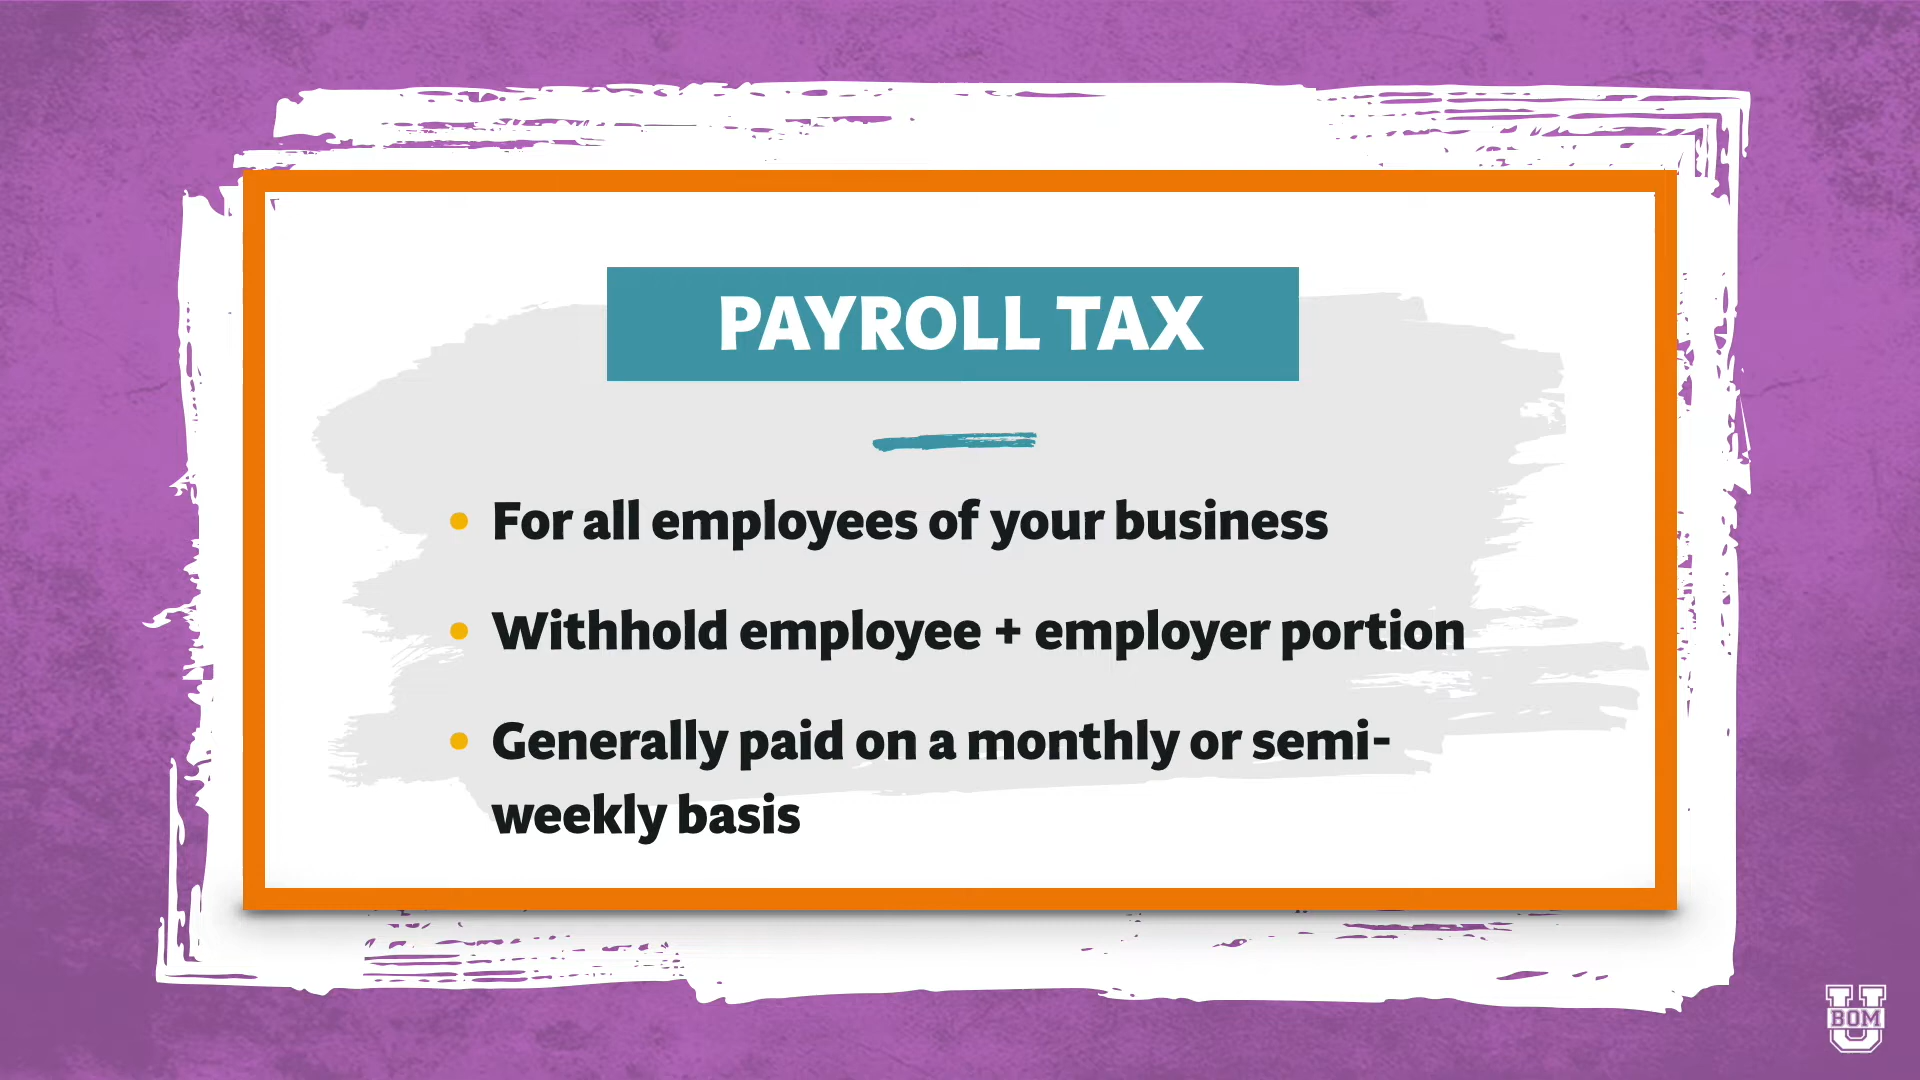 PAYROLL TAX
• For all employees of your business
• Withhold employee + employer portion
• Generally paid on a monthly or semi-
weekly basis
U
BOM